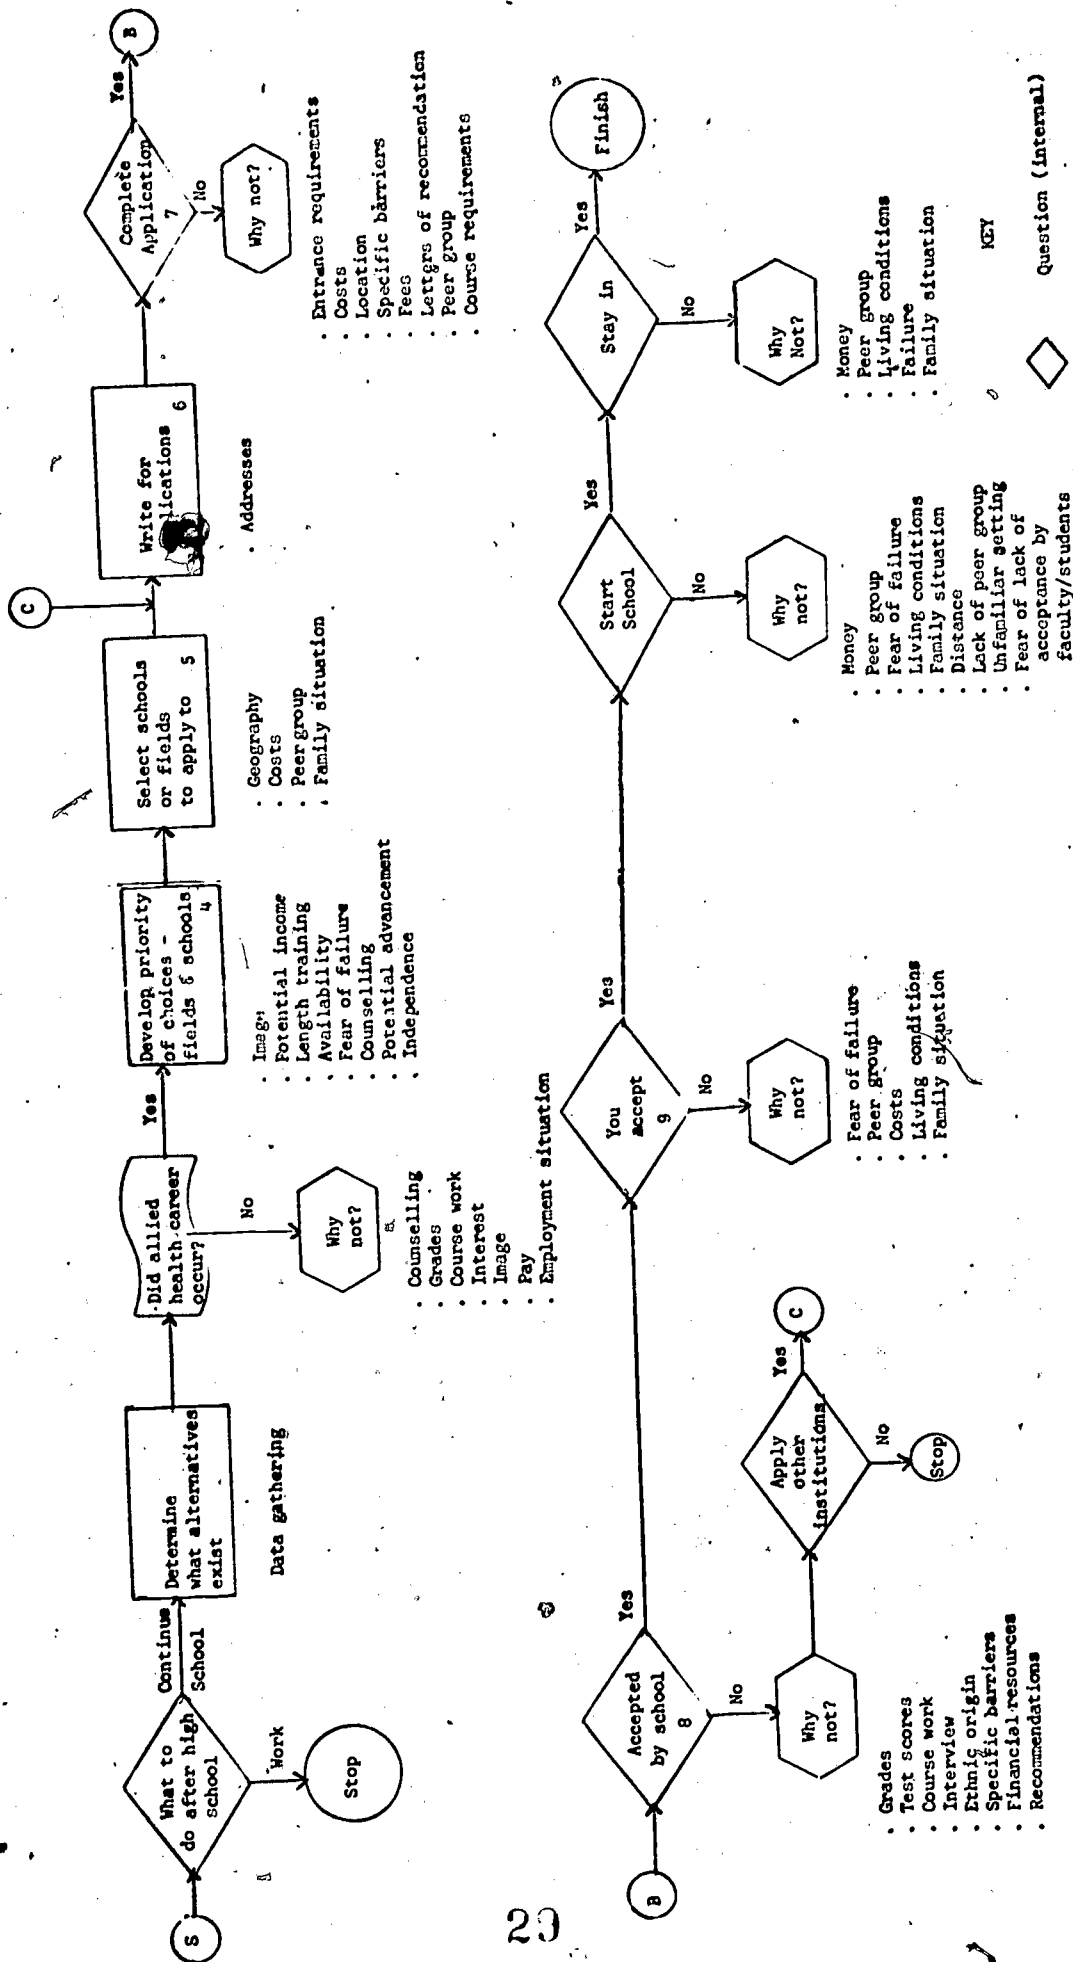 S
What to
do after high
school
Continue
School
Work
Stop
Determine
what alternatives
exist
Data gathering
Did allied
health career
occur?
Yes
No
Why
not?
. Counselling
. Grades
. Course work
. Interest
. Image
. Pay
. Employment situation
Develop priority
of choices -
fields & schools
4
. Image
. Potential income
. Length training
. Availability
. Fear of failure
. Counselling
. Potential advancement
. Independence
Select schools
or fields
to apply to 5
. Geography
. Costs
. Peer group
. Family situation
C
Write for
lications
6
. Addresses
Complete
Application
7
Yes
B
No
Why not?
. Entrance requirements
. Costs
. Location
. Specific barriers
. Fees
. Letters of recommendation
. Peer group
. Course requirements
B
Accepted
by school
8
Yes
No
Why
not?
. Grades
. Test scores
. Course work
. Interview
. Ethnic origin
. Specific barriers
. Financial resources
. Recommendations
Apply
other
institutions
Yes
C
No
Stop
You
accept
9
Yes
No
Why
not?
. Fear of failure
. Peer group
. Costs
. Living conditions
. Family situation
Start
School
Yes
No
Why
not?
. Money
. Peer group
. Fear of failure
. Living conditions
. Family situation
. Distance
. Lack of peer group
. Unfamiliar setting
. Fear of lack of
acceptance by
faculty/students
Stay in
Yes
Finish
No
Why
Not?
. Money
. Peer group
. Living conditions
. Failure
. Family situation
KEY
Question (internal)
29